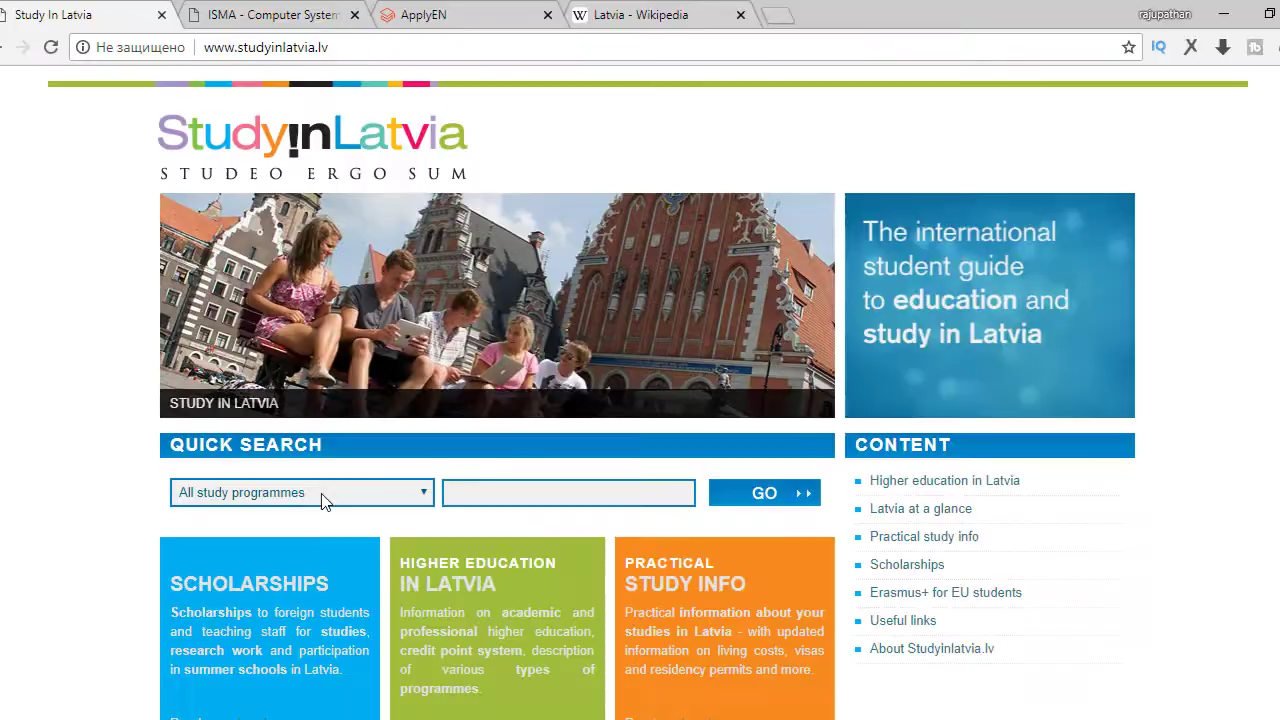 Study In Latvia
ISMA - Computer System
ApplyEN
Latvia - Wikipedia
rajupathan
Не защищено
www.studyinlatvia.lv
IQ
StudyinLatvia
STUDEO ERGO SUM
The international
student guide
to education and
study in Latvia
STUDY IN LATVIA
QUICK SEARCH
All study programmes
GO
CONTENT
Higher education in Latvia
Latvia at a glance
Practical study info
Scholarships
Erasmus+ for EU students
Useful links
About Studyinlatvia.lv
SCHOLARSHIPS
Scholarships to foreign students
and teaching staff for studies,
research work and participation
in summer schools in Latvia.
HIGHER EDUCATION
IN LATVIA
Information on academic and
professional higher education,
credit point system, description
of various types of
programmes.
PRACTICAL
STUDY INFO
Practical information about your
studies in Latvia - with updated
information on living costs, visas
and residency permits and more.